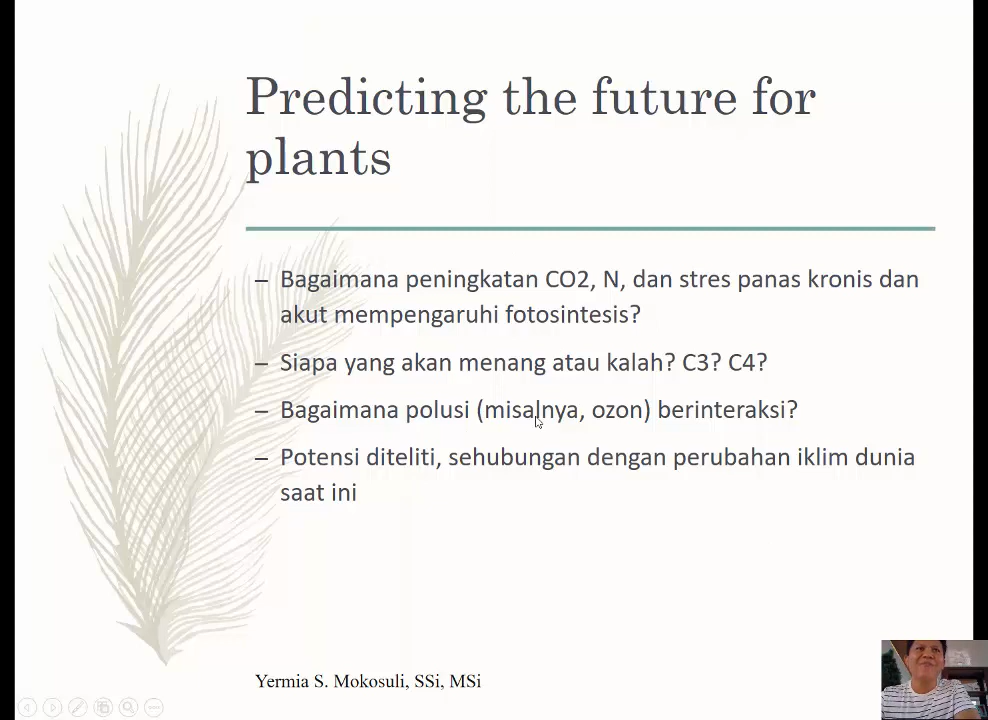 Predicting the future for
plants
– Bagaimana peningkatan CO2, N, dan stres panas kronis dan
akut mempengaruhi fotosintesis?
– Siapa yang akan menang atau kalah? C3? C4?
– Bagaimana polusi (misalnya, ozon) berinteraksi?
– Potensi diteliti, sehubungan dengan perubahan iklim dunia
saat ini
Yermia S. Mokosuli, SSi, MSi